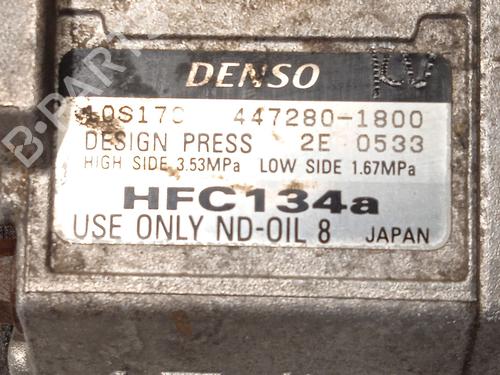 DENSO
10S17C 447280-1800
DESIGN PRESS 2E 0533
HIGH SIDE 3.53MPa LOW SIDE 1.67MPa
HFC134a
USE ONLY ND-OIL 8 JAPAN
B-PARTS